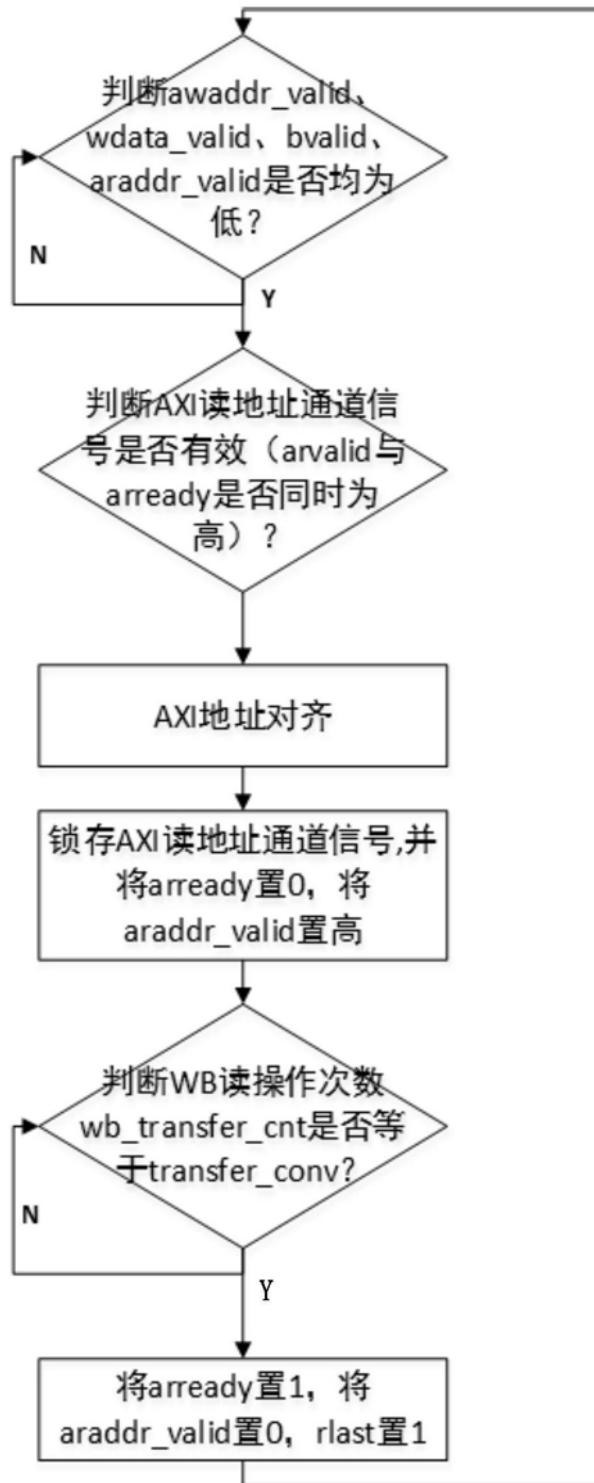 判断awaddr_valid、
wdata_valid、bvalid、
araddr_valid是否均为
低？
N
Y
判断AXI读地址通道信
号是否有效（arvalid与
arready是否同时为
高）？
AXI地址对齐
锁存AXI读地址通道信号,并
将arready置0，将
araddr_valid置高
判断WB读操作次数
wb_transfer_cnt是否等
于transfer_conv?
N
Y
将arready置1，将
araddr_valid置0，rlast置1